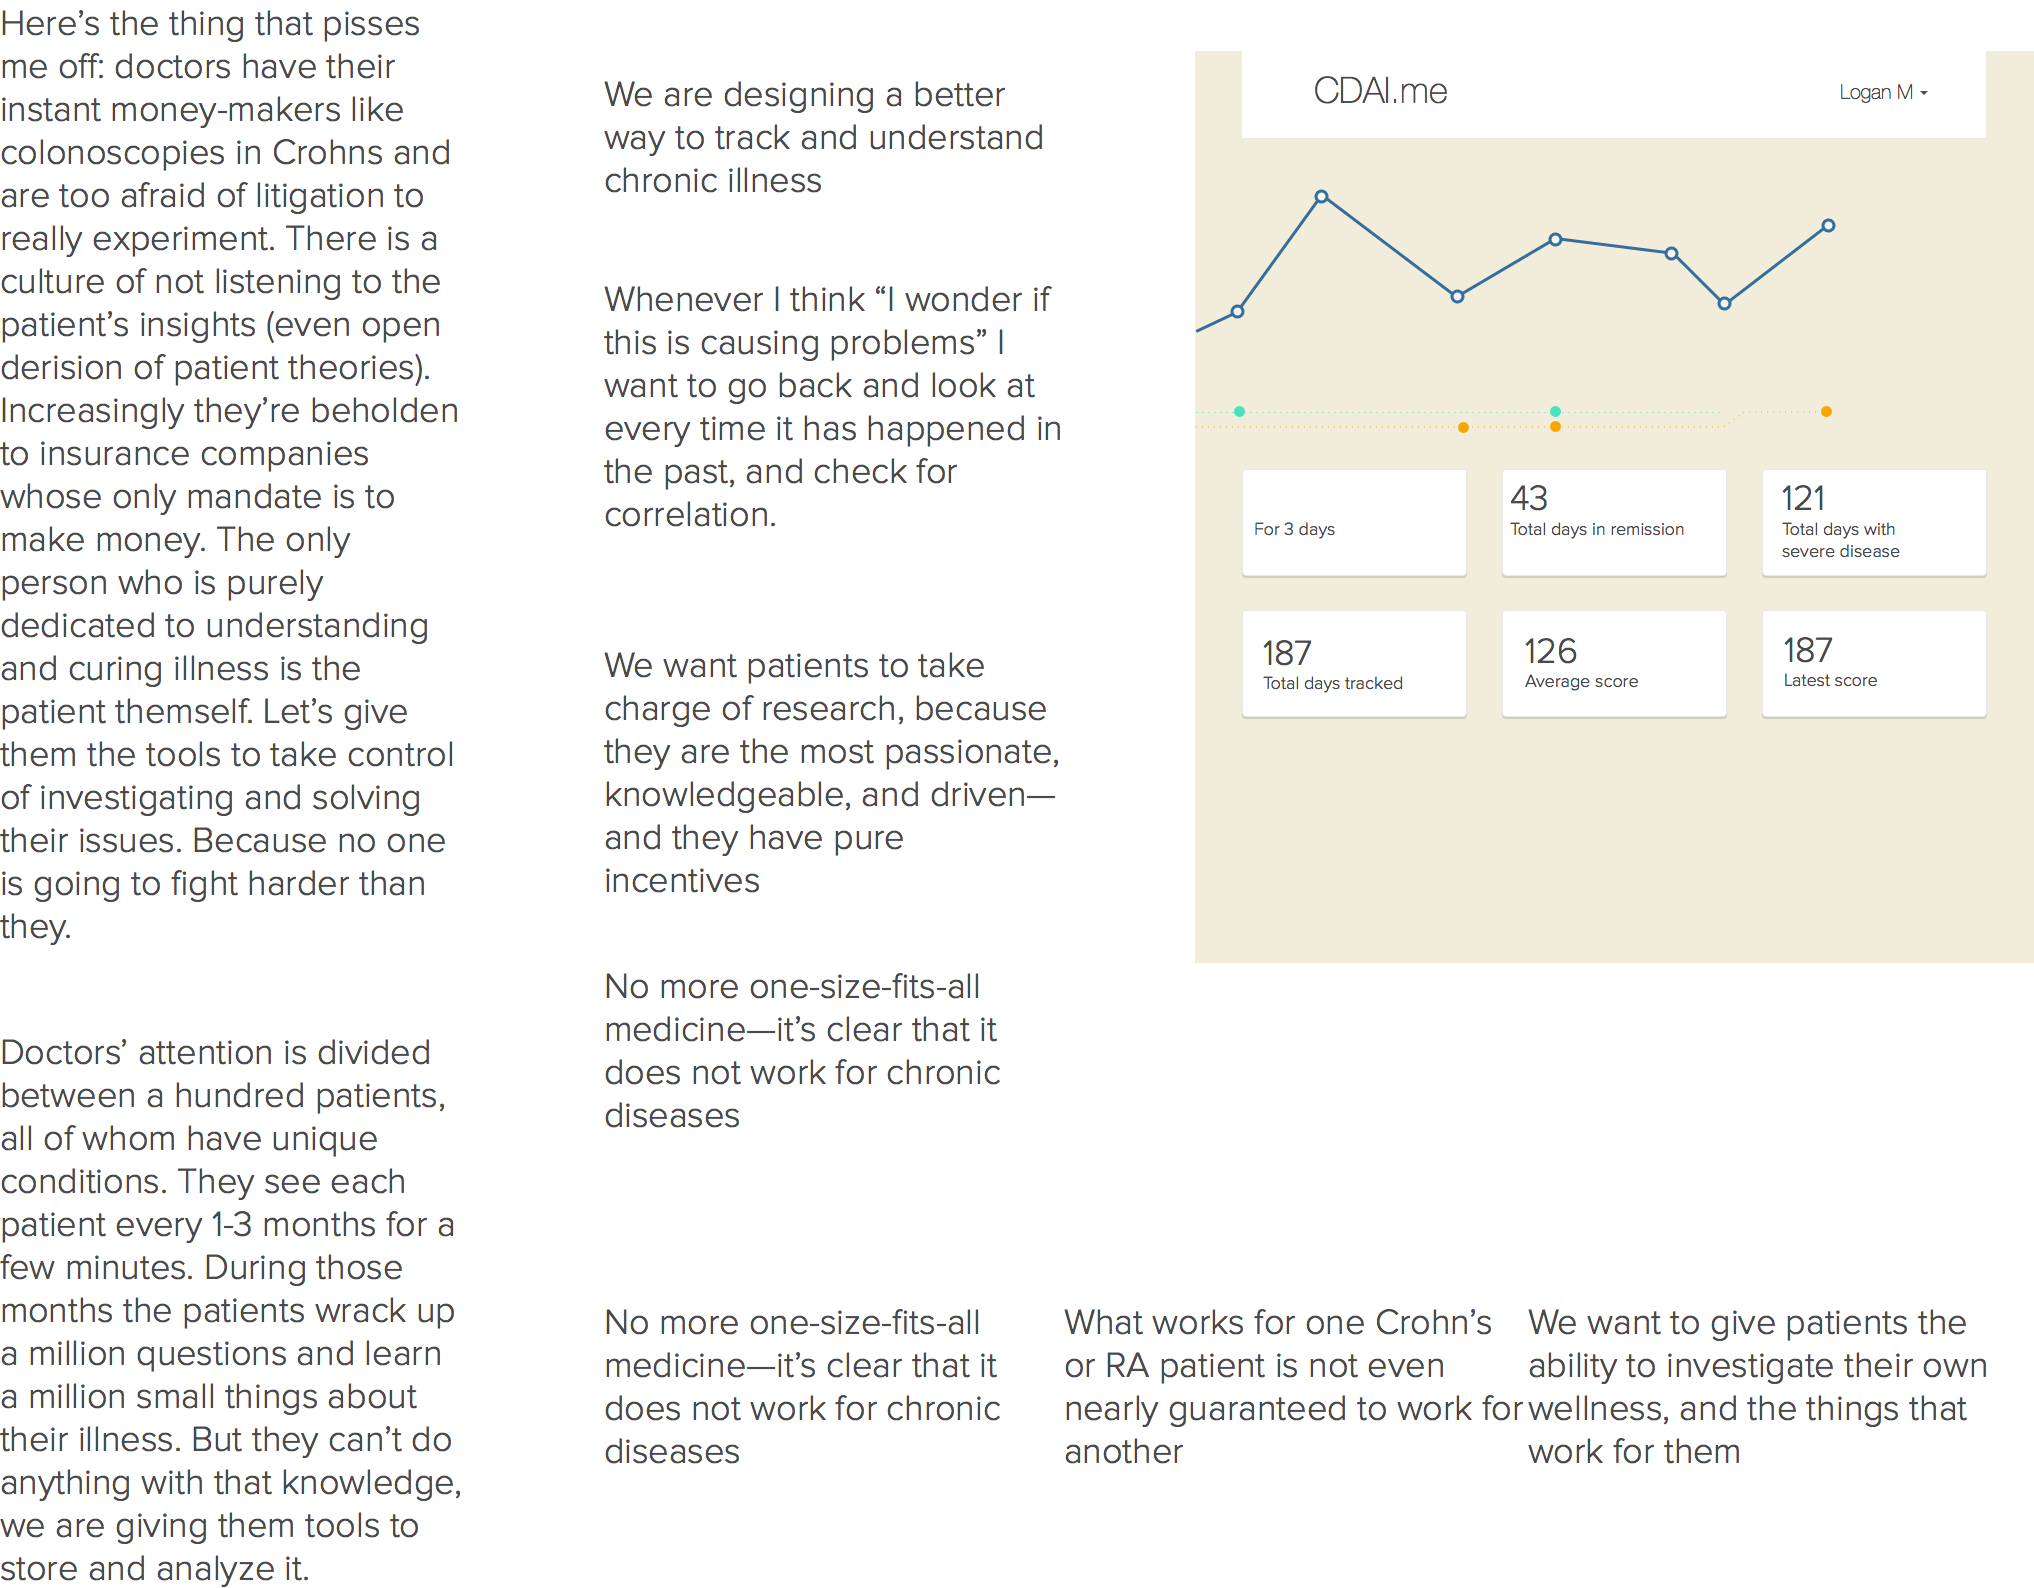 Here’s the thing that pisses
me off: doctors have their
instant money-makers like
colonoscopies in Crohns and
are too afraid of litigation to
really experiment. There is a
culture of not listening to the
patient’s insights (even open
derision of patient theories).
Increasingly they’re beholden
to insurance companies
whose only mandate is to
make money. The only
person who is purely
dedicated to understanding
and curing illness is the
patient themself. Let’s give
them the tools to take control
of investigating and solving
their issues. Because no one
is going to fight harder than
they.
Doctors’ attention is divided
between a hundred patients,
all of whom have unique
conditions. They see each
patient every 1-3 months for a
few minutes. During those
months the patients wrack up
a million questions and learn
a million small things about
their illness. But they can’t do
anything with that knowledge,
we are giving them tools to
store and analyze it.
We are designing a better
way to track and understand
chronic illness
Whenever I think “I wonder if
this is causing problems” I
want to go back and look at
every time it has happened in
the past, and check for
correlation.
We want patients to take
charge of research, because
they are the most passionate,
knowledgeable, and driven—
and they have pure
incentives
No more one-size-fits-all
medicine—it’s clear that it
does not work for chronic
diseases
CDAI.me
Logan M
For 3 days
43
Total days in remission
121
Total days with
severe disease
187
Total days tracked
126
Average score
187
Latest score
No more one-size-fits-all
medicine—it’s clear that it
does not work for chronic
diseases
What works for one Crohn’s
or RA patient is not even
nearly guaranteed to work for
another
We want to give patients the
ability to investigate their own
wellness, and the things that
work for them